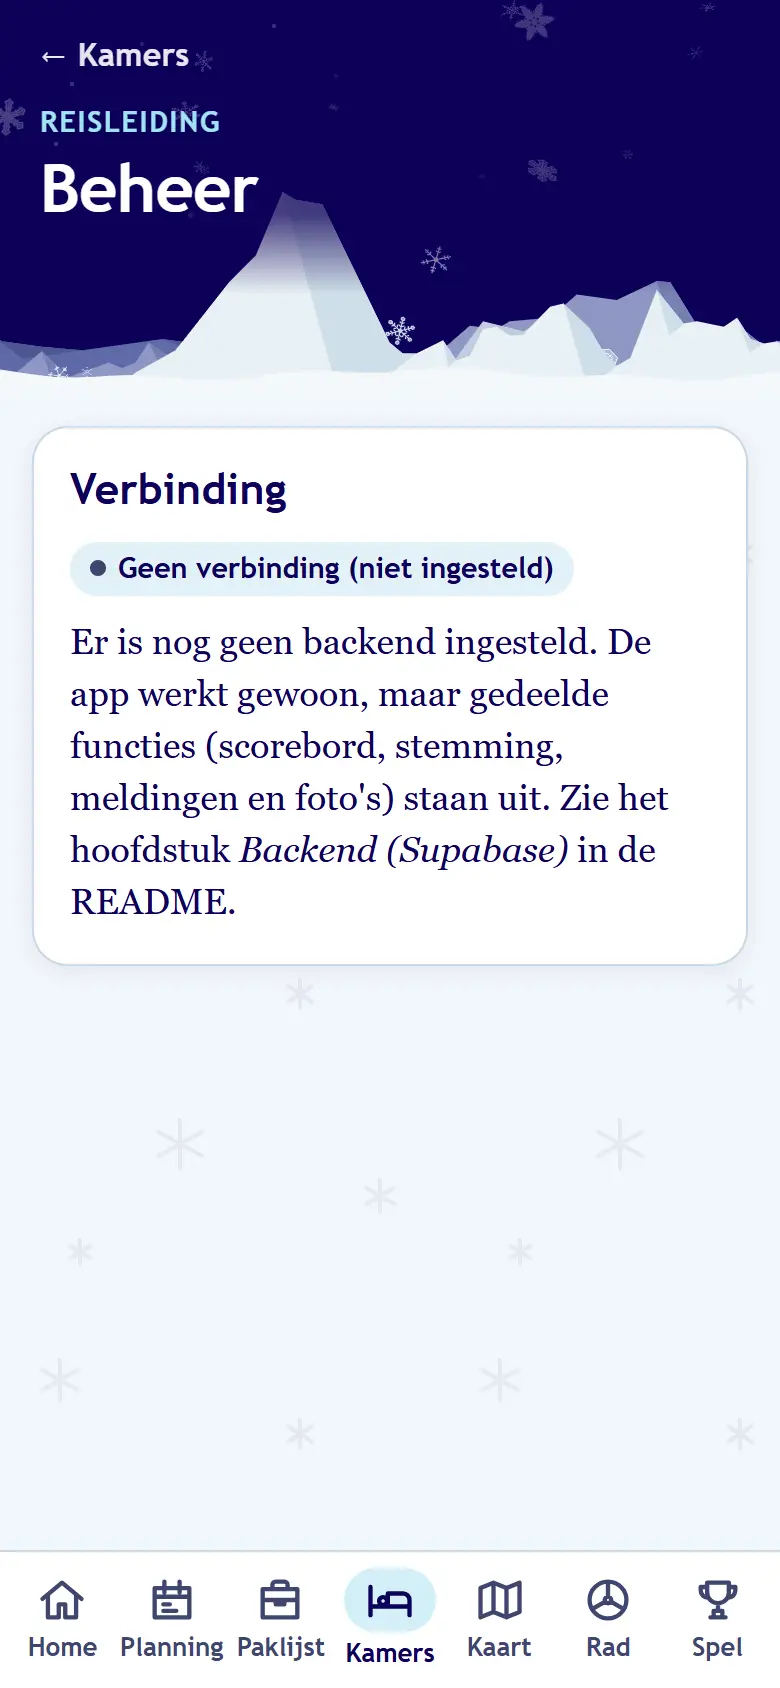 ← Kamers
REISLEIDING
Beheer
Verbinding
Geen verbinding (niet ingesteld)
Er is nog geen backend ingesteld. De
app werkt gewoon, maar gedeelde
functies (scorebord, stemming,
meldingen en foto's) staan uit. Zie het
hoofdstuk Backend (Supabase) in de
README.
Home Planning Paklijst Kamers Kaart Rad Spel